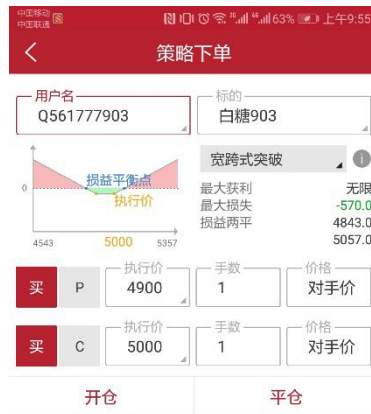 中国移动
中国联通
63% 上午9:55
策略下单
用户名
Q561777903
标的
白糖903
0
损益平衡点
执行价
4543 5000 5357
宽跨式突破
最大获利 无限
最大损失 -570.0
损益两平 4843.0
5057.0
买 P 执行价 4900 手数 1 价格 对手价
买 C 执行价 5000 手数 1 价格 对手价
开仓 平仓